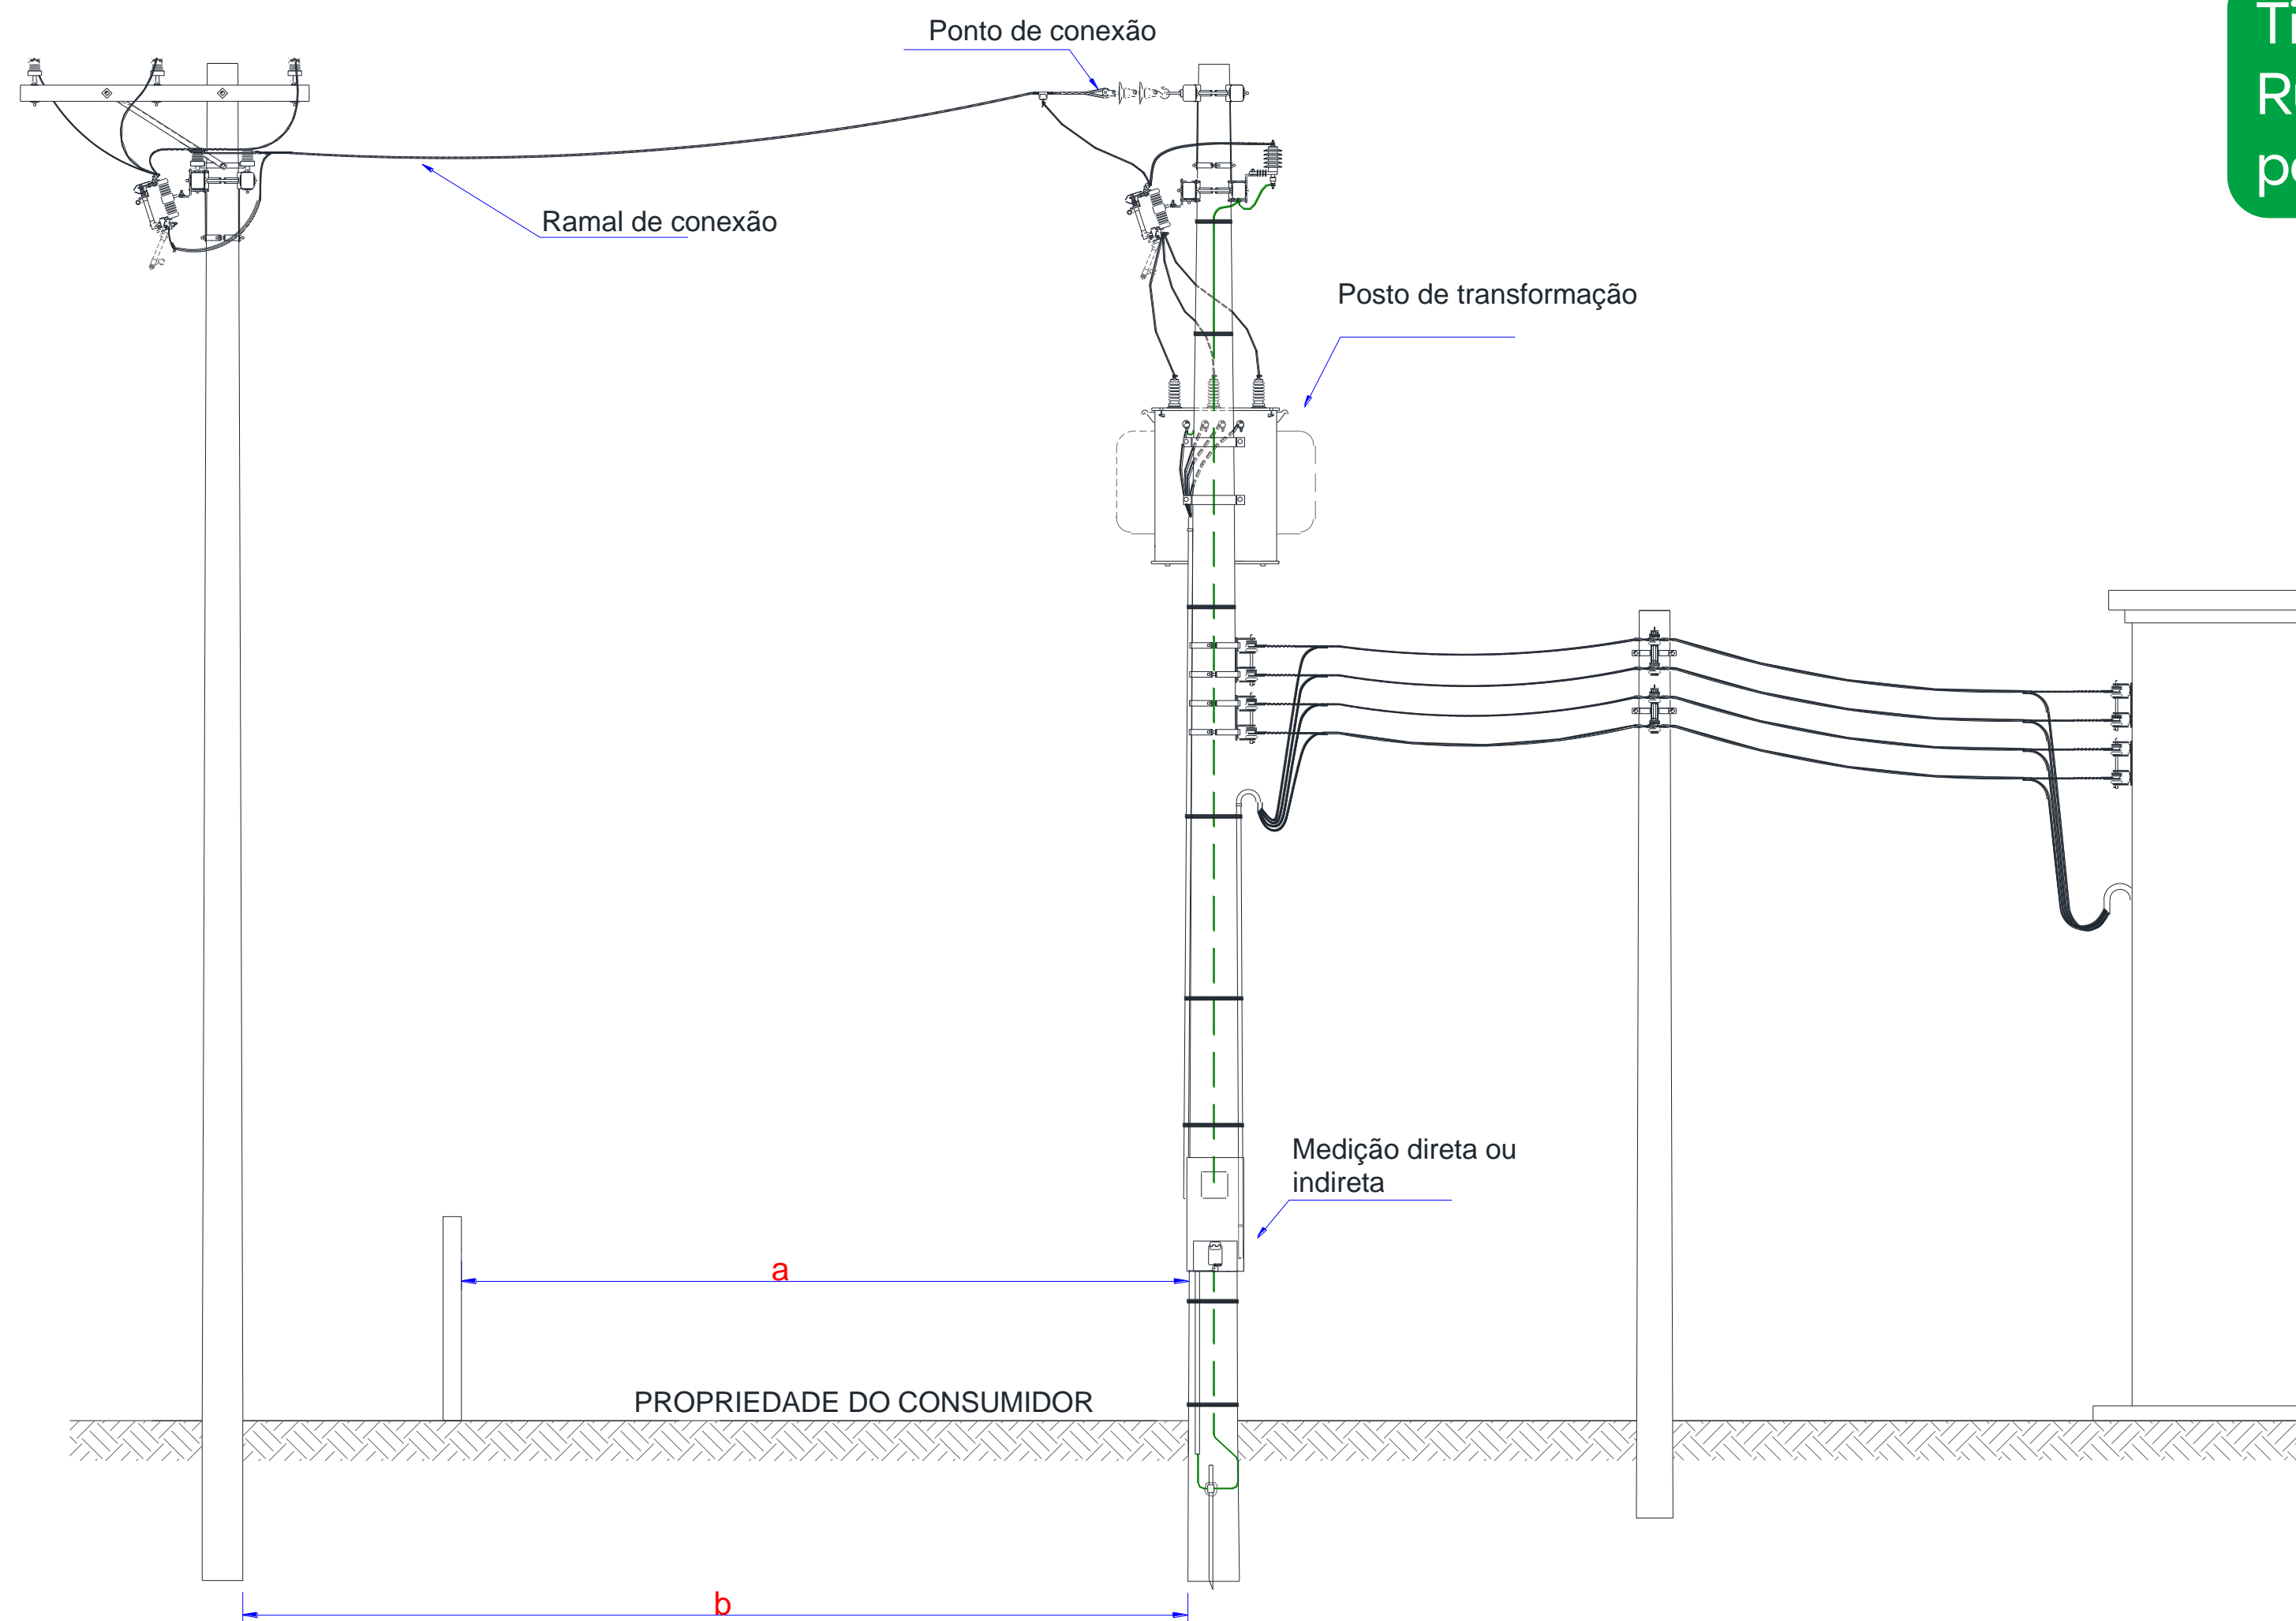 Ponto de conexão
Ramal de conexão
Posto de transformação
Medição direta ou
indireta
a
PROPRIEDADE DO CONSUMIDOR
b